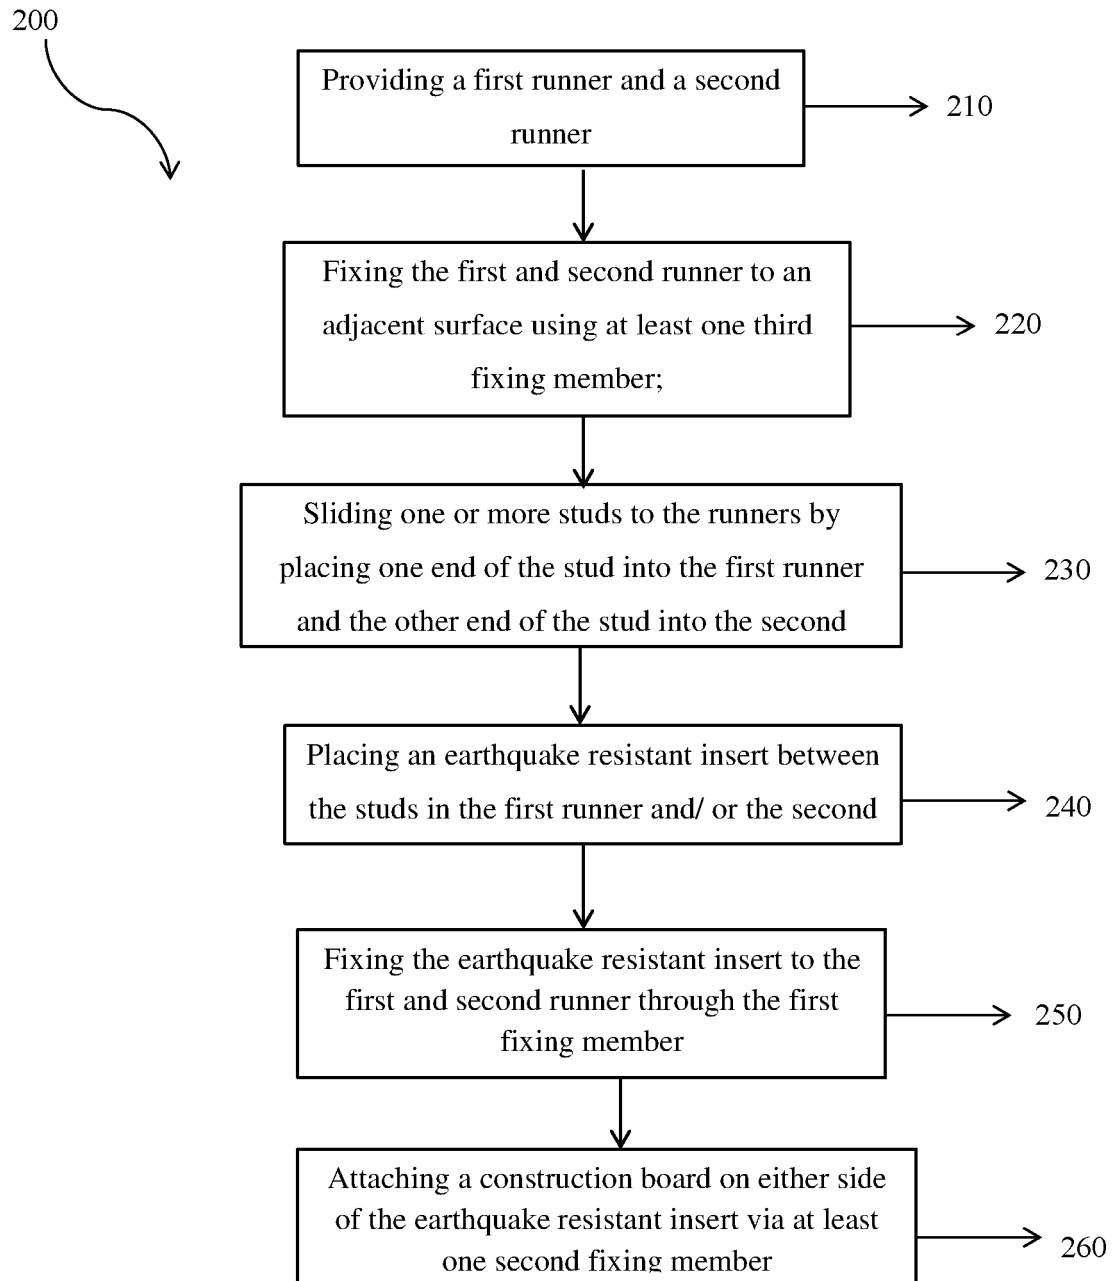 200
Providing a first runner and a second
runner
210
Fixing the first and second runner to an
adjacent surface using at least one third
fixing member;
220
Sliding one or more studs to the runners by
placing one end of the stud into the first runner
and the other end of the stud into the second
230
Placing an earthquake resistant insert between
the studs in the first runner and/ or the second
240
Fixing the earthquake resistant insert to the
first and second runner through the first
fixing member
250
Attaching a construction board on either side
of the earthquake resistant insert via at least
one second fixing member
260